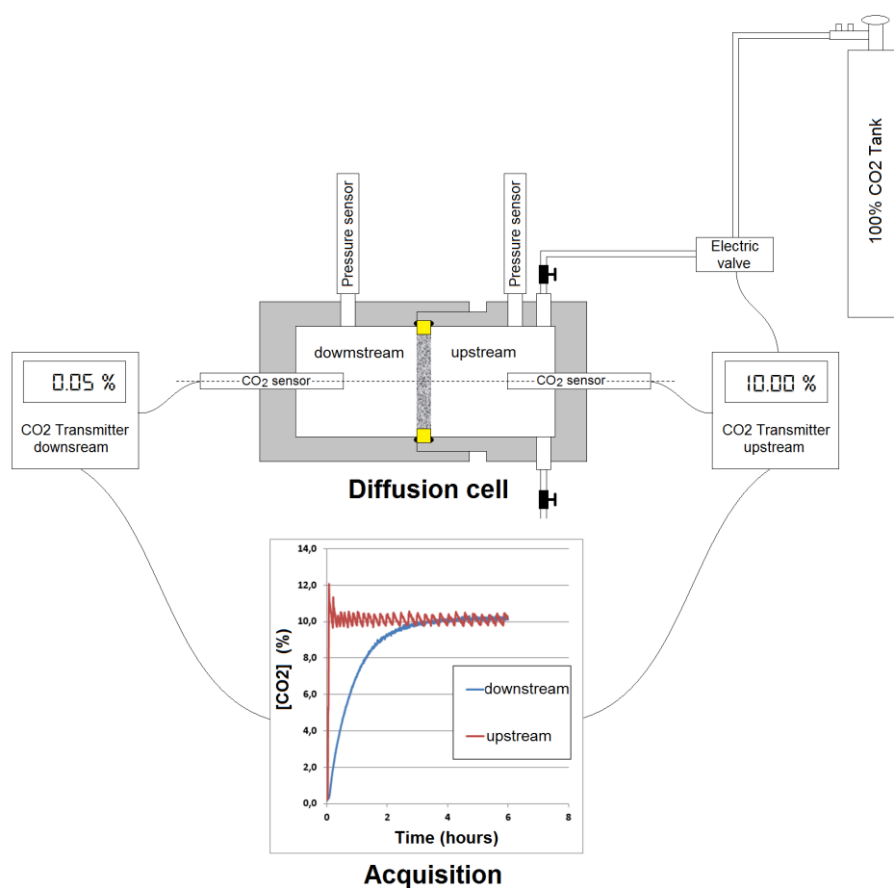 100% CO2 Tank
Pressure sensor
Pressure sensor
Electric
valve
dowmstream
upstream
0.05 %
CO2 Transmitter
downsream
CO2 sensor
CO2 sensor
10.00 %
CO2 Transmitter
upstream
Diffusion cell
14,0
12,0
10,0
8,0
6,0
4,0
2,0
0,0
[CO2] (%)
downstream
upstream
0
2
4
6
8
Time (hours)
Acquisition